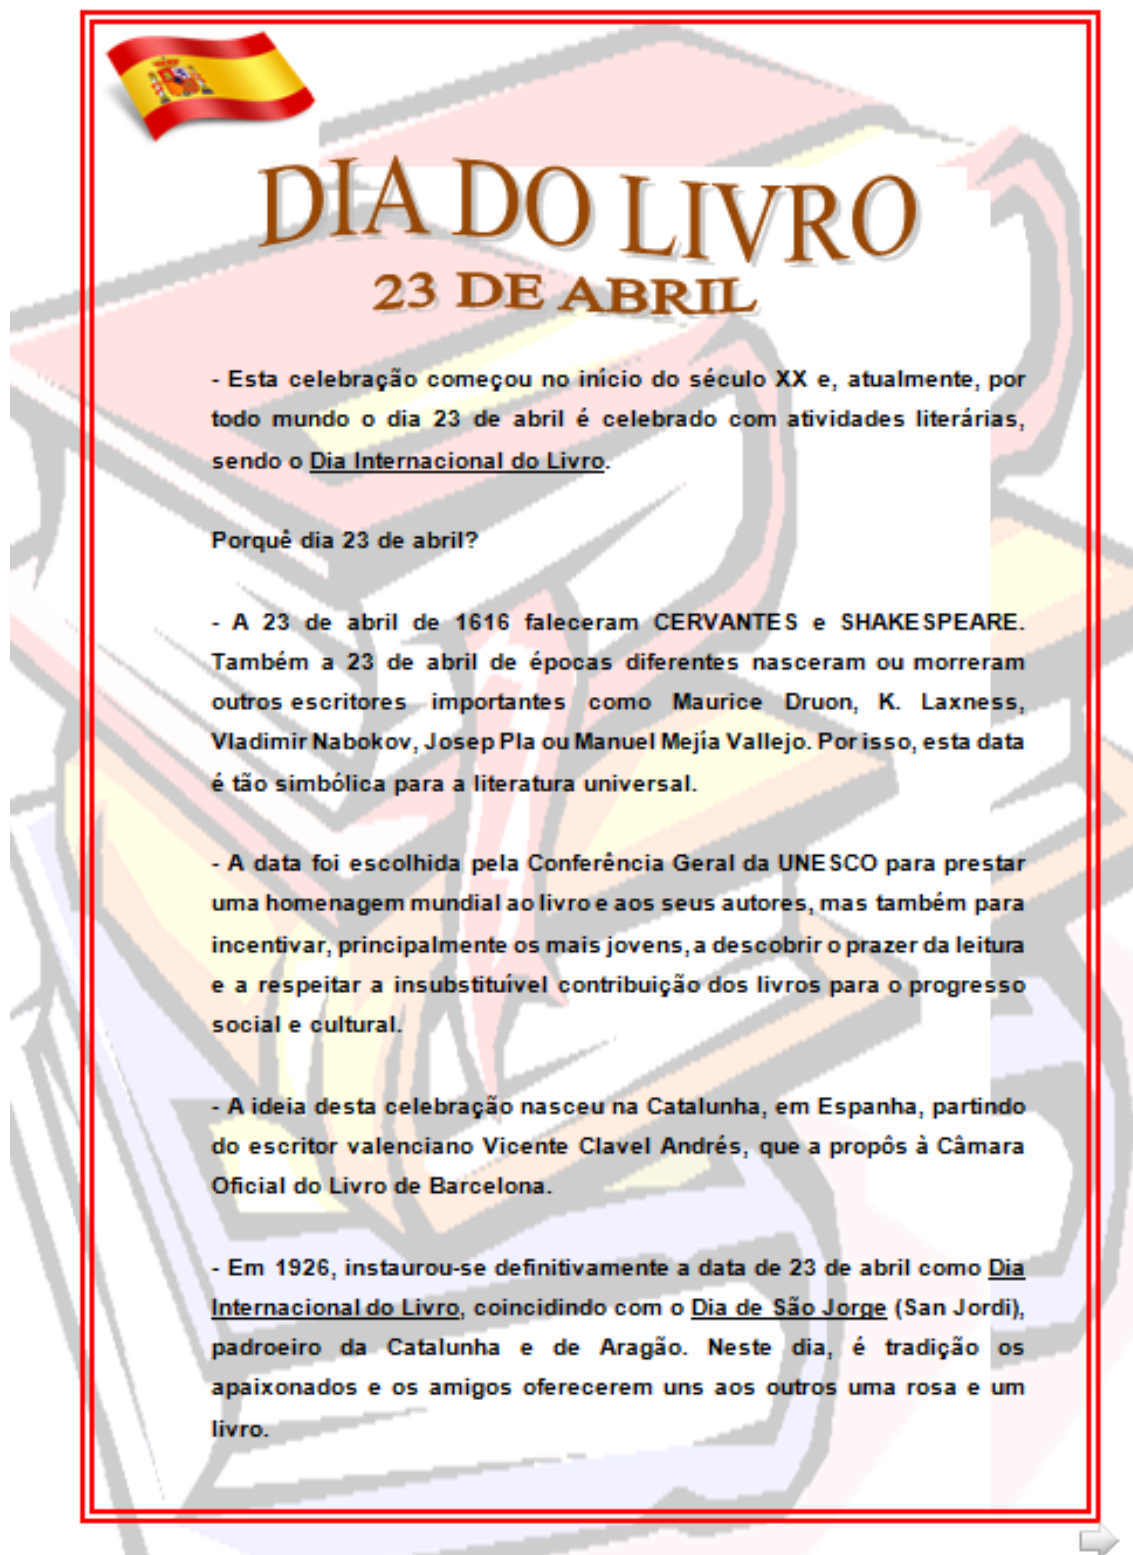 DIA DO LIVRO
23 DE ABRIL
- Esta celebração começou no início do século XX e, atualmente, por
todo mundo o dia 23 de abril é celebrado com atividades literárias,
sendo o Dia Internacional do Livro.
Porquê dia 23 de abril?
- A 23 de abril de 1616 faleceram CERVANTES e SHAKESPEARE.
Também a 23 de abril de épocas diferentes nasceram ou morreram
outros escritores importantes como Maurice Druon, K. Laxness,
Vladimir Nabokov, Josep Pla ou Manuel Mejía Vallejo. Por isso, esta data
é tão simbólica para a literatura universal.
- A data foi escolhida pela Conferência Geral da UNESCO para prestar
uma homenagem mundial ao livro e aos seus autores, mas também para
incentivar, principalmente os mais jovens, a descobrir o prazer da leitura
e a respeitar a insubstituível contribuição dos livros para o progresso
social e cultural.
- A ideia desta celebração nasceu na Catalunha, em Espanha, partindo
do escritor valenciano Vicente Clavel Andrés, que a propôs à Câmara
Oficial do Livro de Barcelona.
- Em 1926, instaurou-se definitivamente a data de 23 de abril como Dia
Internacional do Livro, coincidindo com o Dia de São Jorge (San Jordi),
padroeiro da Catalunha e de Aragão. Neste dia, é tradição os
apaixonados e os amigos oferecerem uns aos outros uma rosa e um
livro.